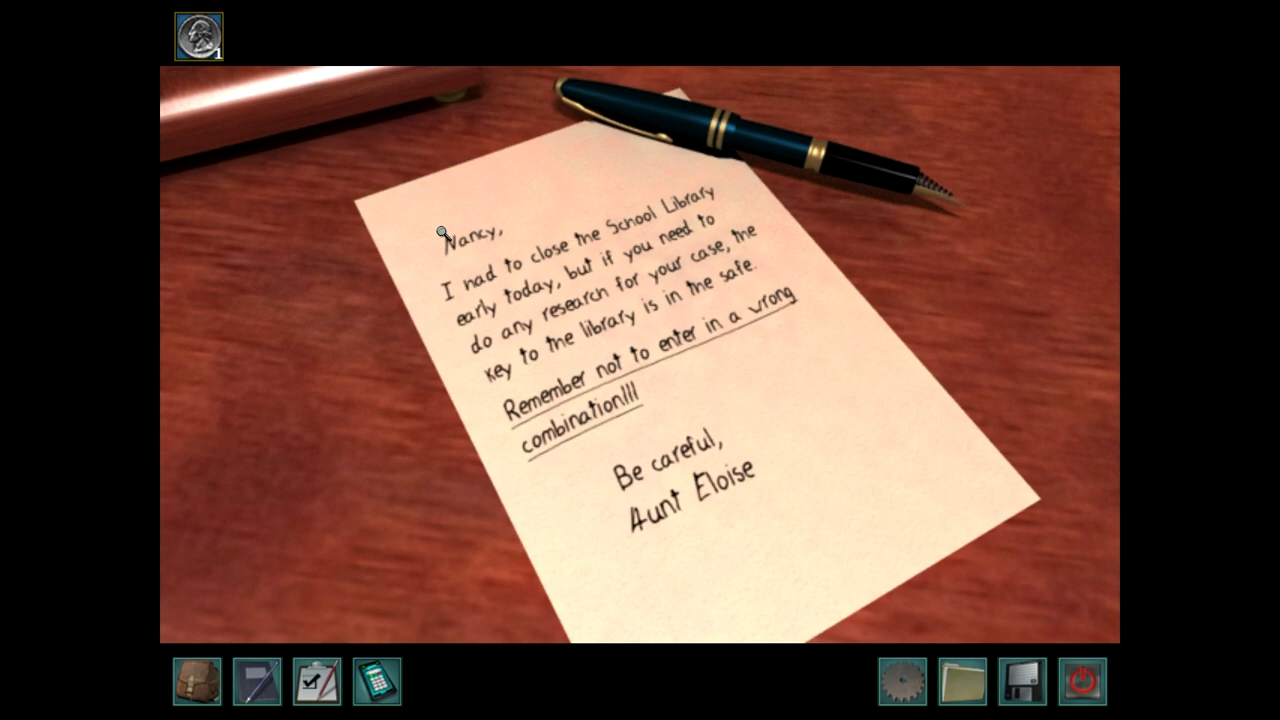 1
Nancy,
I had to close the School Library
early today, but if you need to
do any research for your case, the
key to the library is in the safe.
Remember not to enter in a wrong
combination!!!
Be careful,
Aunt Eloise